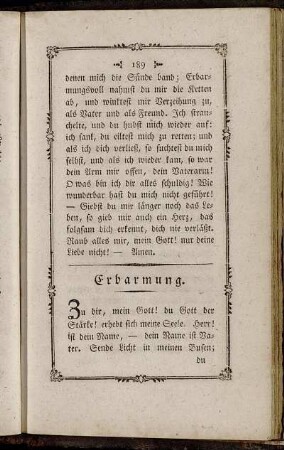 189
denen mich die Sünde band; Erbar-
mungsvoll nahmst du mir die Ketten
ab, und winktest mir Verzeihung zu,
als Vater und als Freund. Ich strau-
chelte, und du hubst mich wieder auf:
ich sank, du eiltest mich zu retten; und
als ich dich verließ, so suchtest du mich
selbst, und als ich wieder kam, so war
dein Arm mir offen, dein Vaterarm!
O was bin ich dir alles schuldig! Wie
wunderbar hast du mich nicht geführt!
— Giebst du mir länger noch das Le-
ben, so gieb mir auch ein Herz, das
folgsam dich erkennt, dich nie verläßt.
Raub alles mir, mein Gott! nur deine
Liebe nicht! — Amen.
Erbarmung.
Zu dir, mein Gott! du Gott der
Stärke! erhebt sich meine Seele. Herr!
ist dein Name, — dein Name ist Va-
ter. Sende Licht in meinen Busen;
du